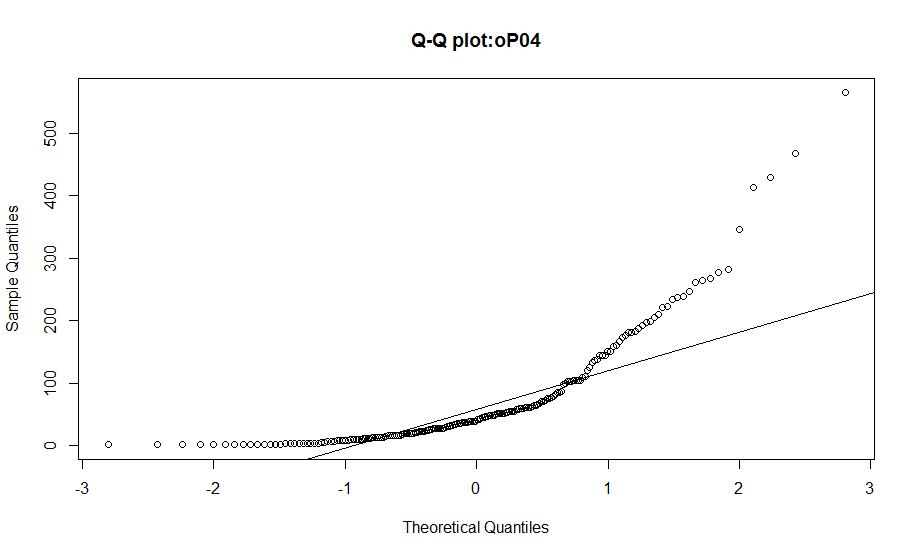 Q-Q plot:oP04
500
400
300
200
100
0
Sample Quantiles
-3 -2 -1 0 1 2 3
Theoretical Quantiles